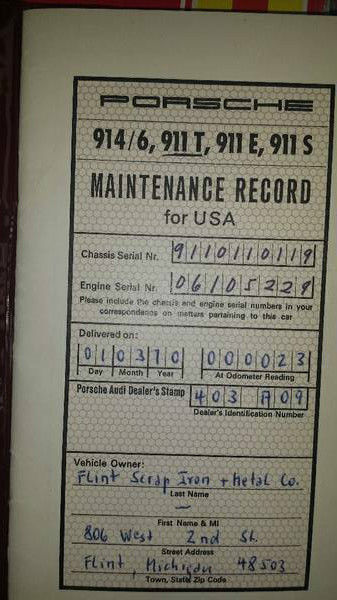 PORSCHE
914/6, 911 T, 911 E, 911 S
MAINTENANCE RECORD
for USA
Chassis Serial Nr. 9110110119
Engine Serial Nr. 06105229
Please include the chassis and engine serial numbers in your
correspondence on matters pertaining to this car
Delivered on:
010370 000023
Day Month Year At Odometer Reading
Porsche Audi Dealer's Stamp 403 A09
Dealer's Identification Number
Vehicle Owner:
Flint Scrap Iron + Metal Co.
Last Name
—
First Name & MI
806 West 2nd St.
Street Address
Flint, Michigan 48503
Town, State, Zip Code